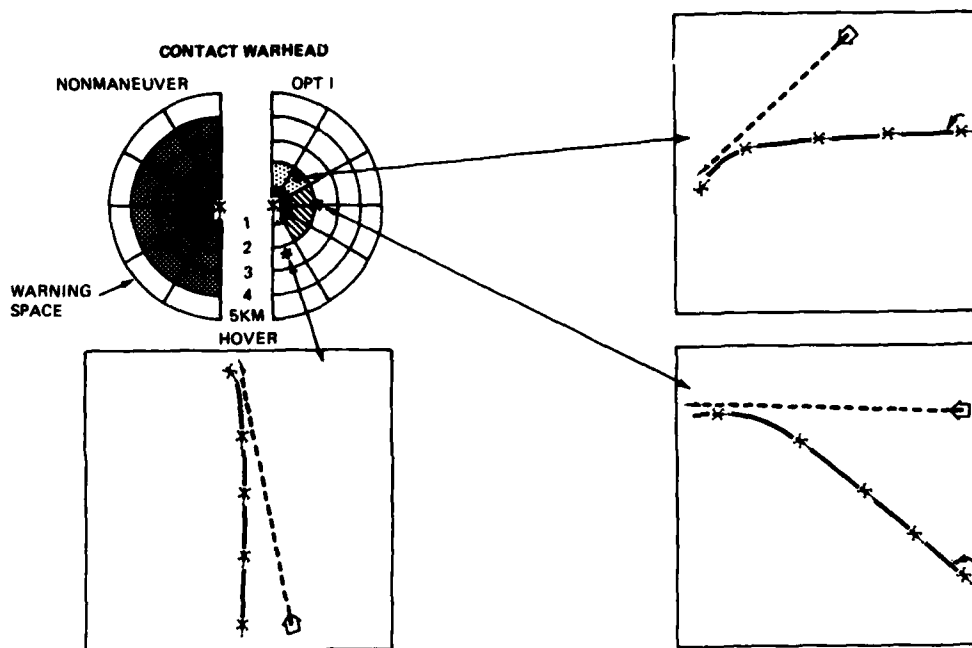 CONTACT WARHEAD
NONMANEUVER
OPT I
1
2
3
4
5KM
WARNING
SPACE
HOVER